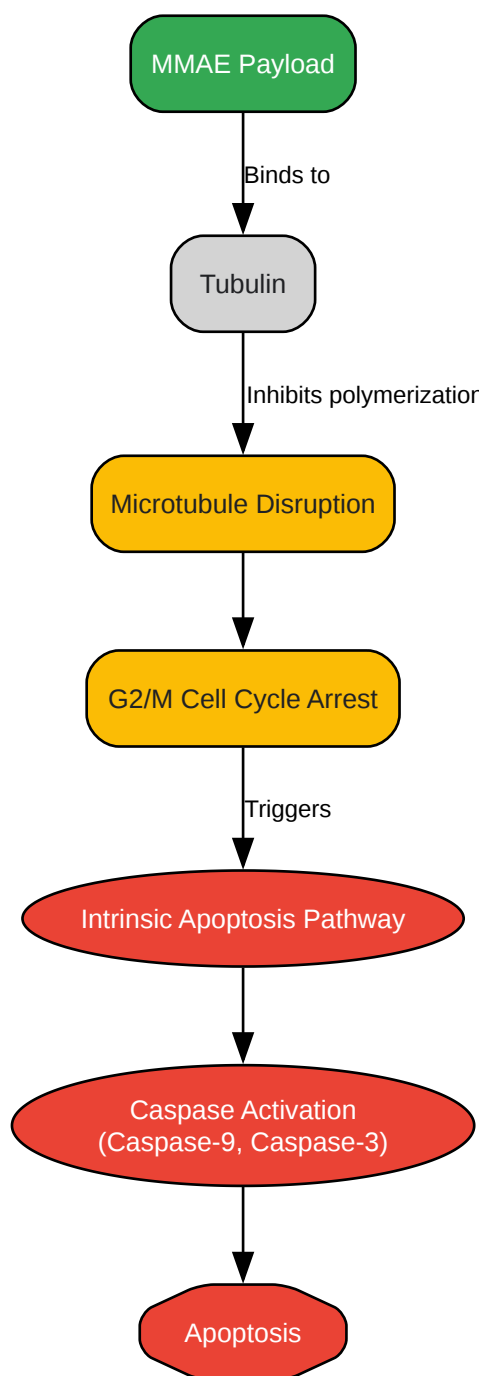 MMAE Payload
Binds to
Tubulin
Inhibits polymerization
Microtubule Disruption
G2/M Cell Cycle Arrest
Triggers
Intrinsic Apoptosis Pathway
Caspase Activation
(Caspase-9, Caspase-3)
Apoptosis